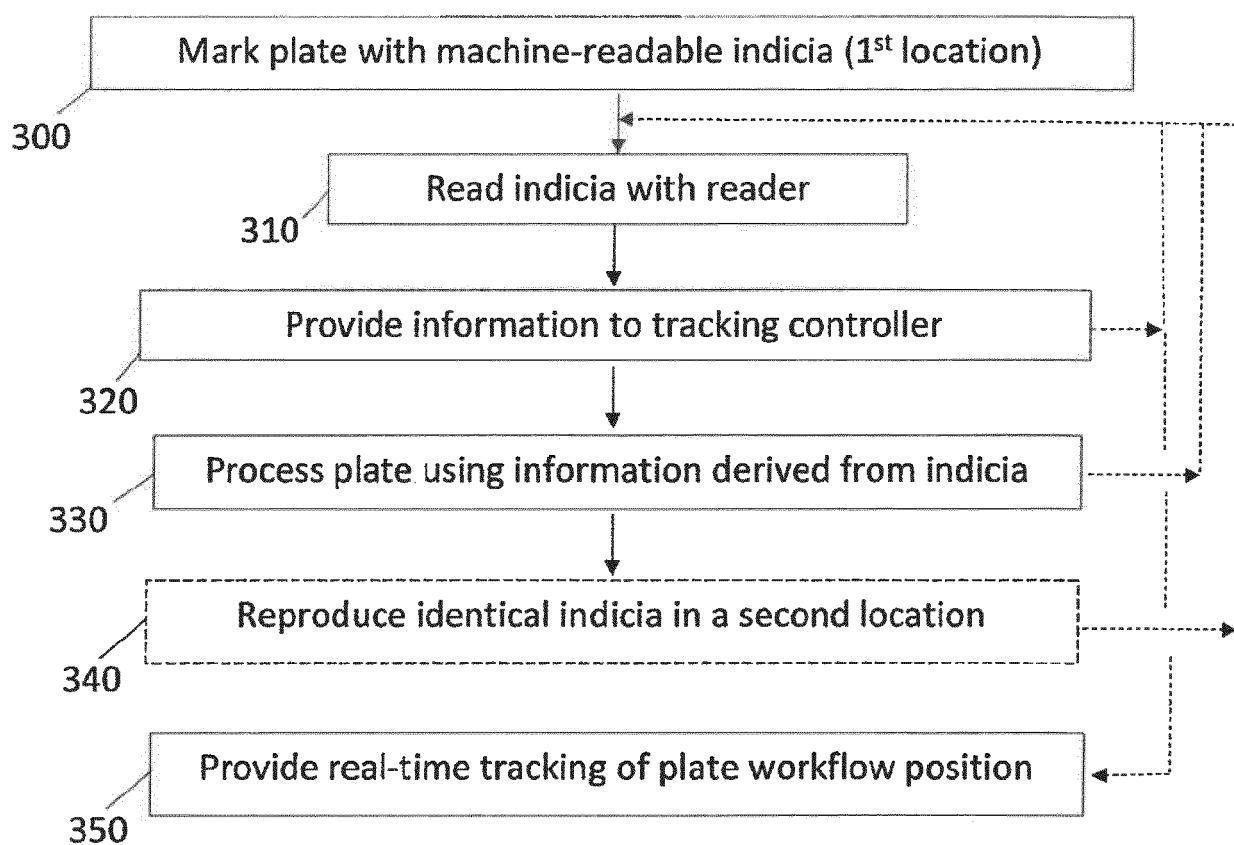 Mark plate with machine-readable indicia (1st location)
300
Read indicia with reader
310
Provide information to tracking controller
320
Process plate using information derived from indicia
330
Reproduce identical indicia in a second location
340
Provide real-time tracking of plate workflow position
350